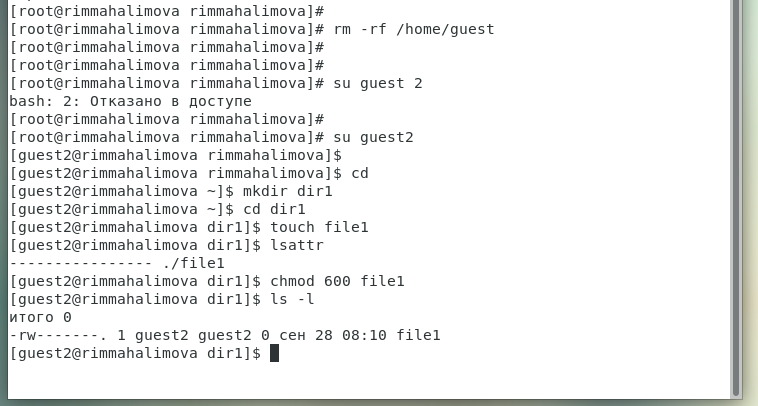 [root@rimmahalimova rimmahalimova]#
[root@rimmahalimova rimmahalimova]# rm -rf /home/guest
[root@rimmahalimova rimmahalimova]#
[root@rimmahalimova rimmahalimova]#
[root@rimmahalimova rimmahalimova]# su guest 2
bash: 2: Отказано в доступе
[root@rimmahalimova rimmahalimova]#
[root@rimmahalimova rimmahalimova]# su guest2
[guest2@rimmahalimova rimmahalimova]$
[guest2@rimmahalimova rimmahalimova]$ cd
[guest2@rimmahalimova ~]$ mkdir dir1
[guest2@rimmahalimova ~]$ cd dir1
[guest2@rimmahalimova dir1]$ touch file1
[guest2@rimmahalimova dir1]$ lsattr
---------------- ./file1
[guest2@rimmahalimova dir1]$ chmod 600 file1
[guest2@rimmahalimova dir1]$ ls -l
итого 0
-rw-------. 1 guest2 guest2 0 сен 28 08:10 file1
[guest2@rimmahalimova dir1]$